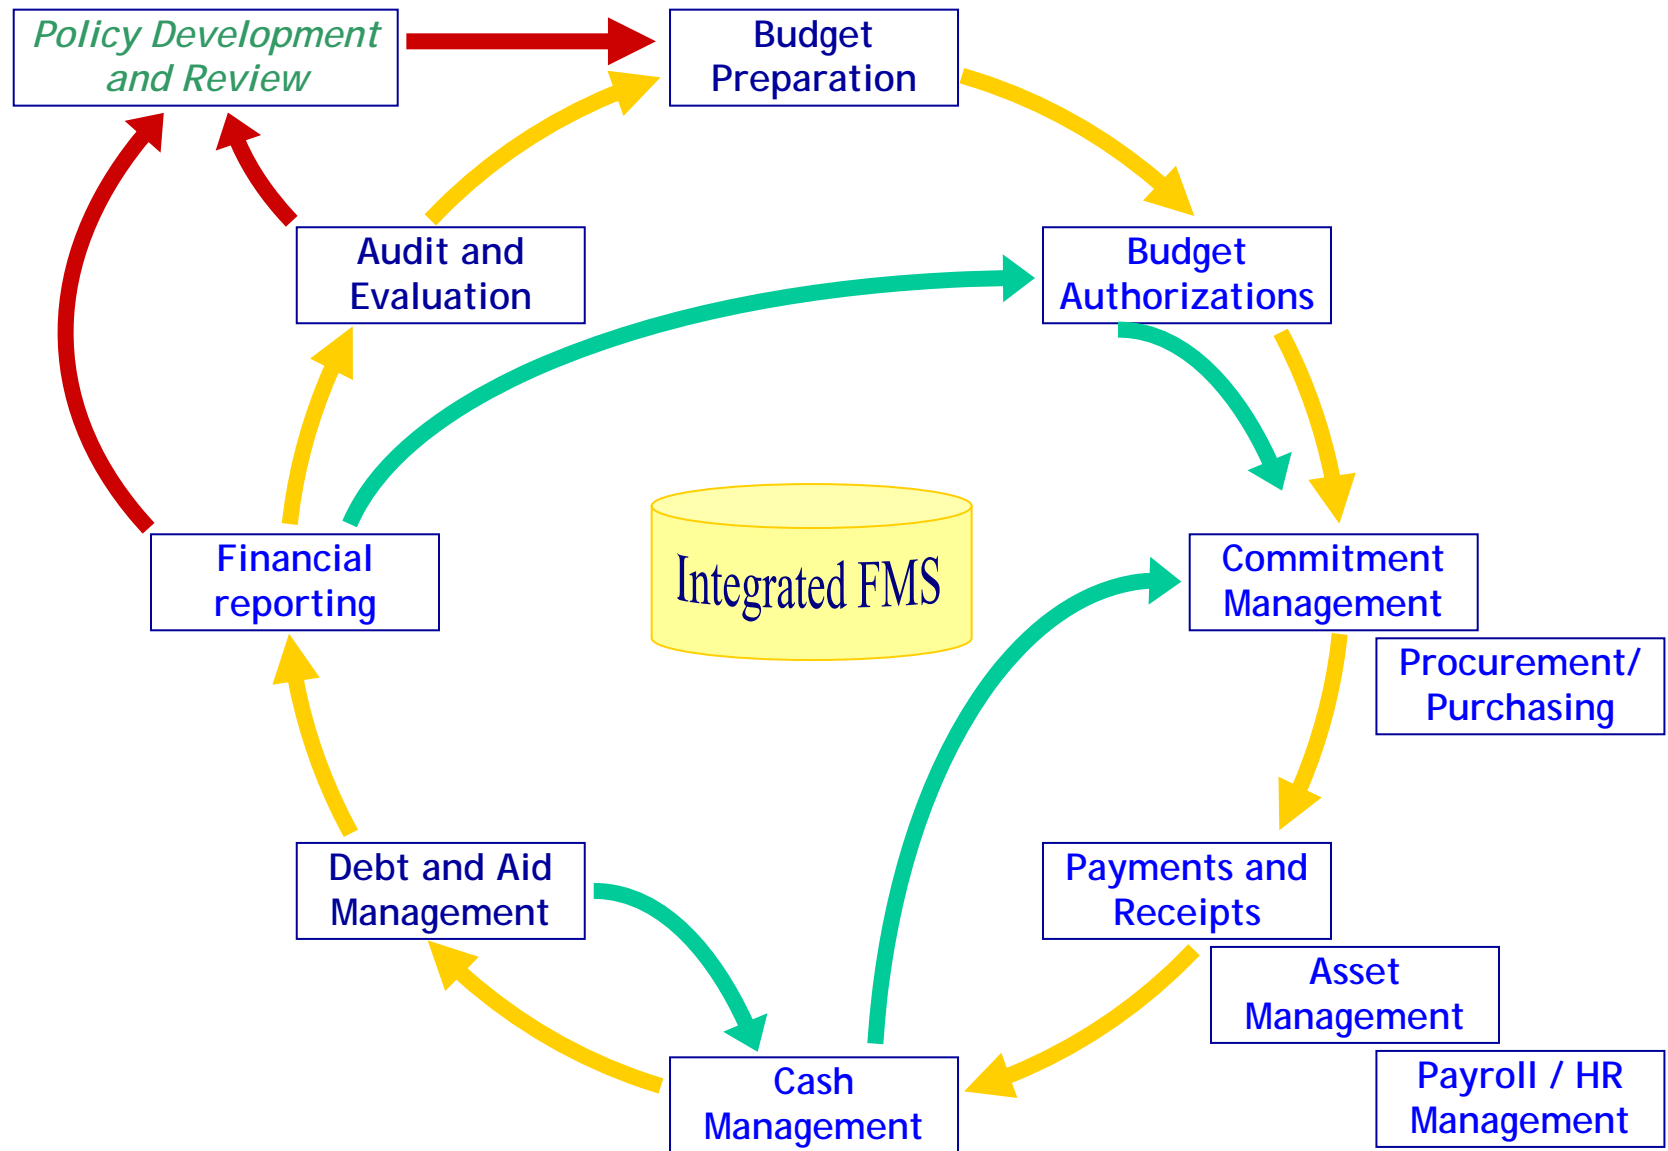 Policy Development
and Review
Budget
Preparation
Audit and
Evaluation
Budget
Authorizations
Financial
reporting
Integrated FMS
Commitment
Management
Procurement/
Purchasing
Debt and Aid
Management
Payments and
Receipts
Asset
Management
Cash
Management
Payroll / HR
Management